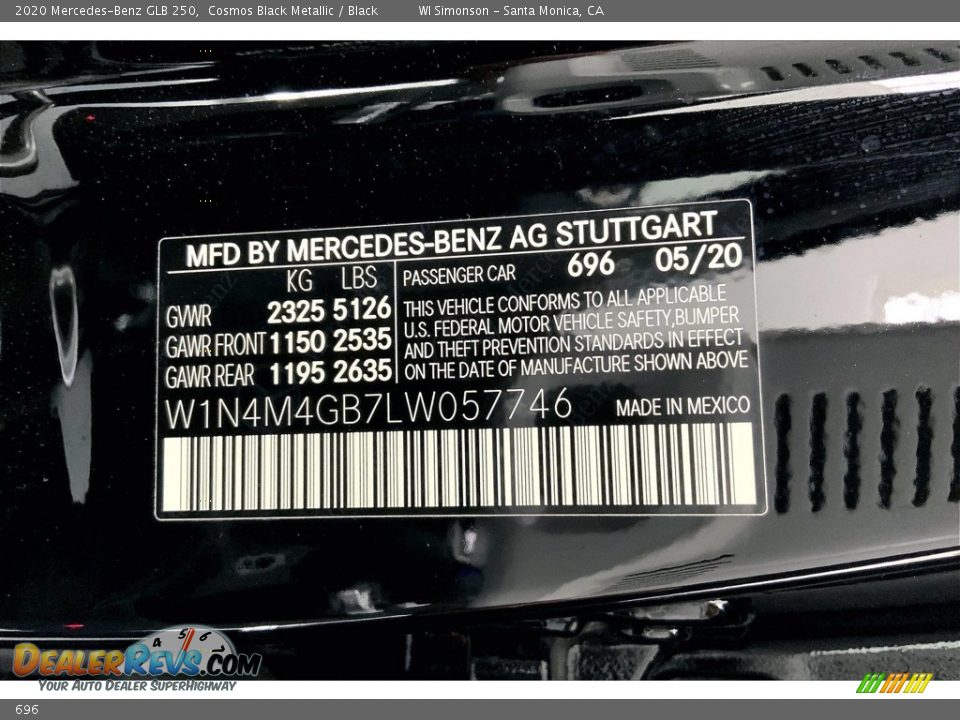 2020 Mercedes-Benz GLB 250, Cosmos Black Metallic / Black WI Simonson - Santa Monica, CA
MFD BY MERCEDES-BENZ AG STUTTGART
KG LBS
GVWR 2325 5126
GAWR FRONT 1150 2535
GAWR REAR 1195 2635
PASSENGER CAR 696 05/20
THIS VEHICLE CONFORMS TO ALL APPLICABLE
U.S. FEDERAL MOTOR VEHICLE SAFETY,BUMPER
AND THEFT PREVENTION STANDARDS IN EFFECT
ON THE DATE OF MANUFACTURE SHOWN ABOVE
W1N4M4GB7LW057746 MADE IN MEXICO
4 5 6
DEALERREVS.COM
YOUR AUTO DEALER SUPERHIGHWAY
696